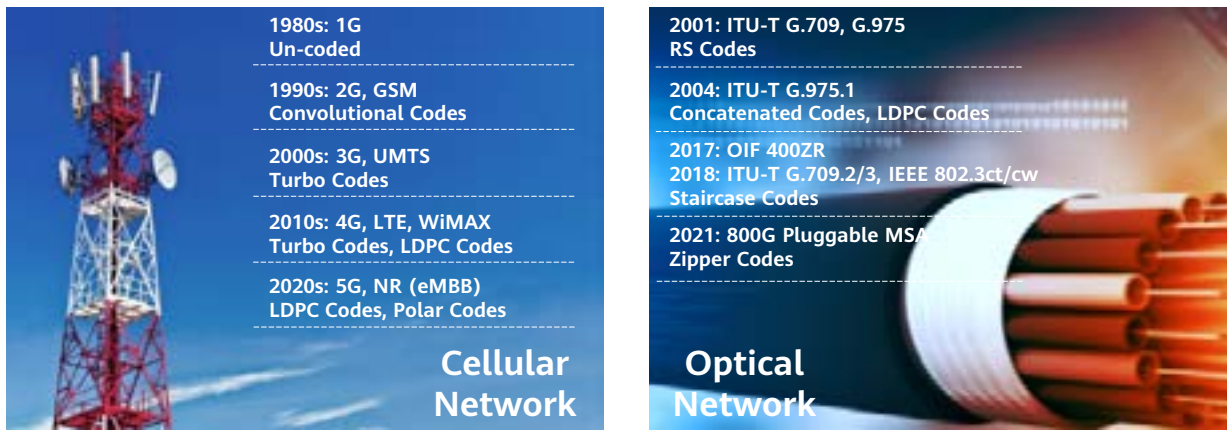 1980s: 1G
Un-coded
1990s: 2G, GSM
Convolutional Codes
2000s: 3G, UMTS
Turbo Codes
2010s: 4G, LTE, WiMAX
Turbo Codes, LDPC Codes
2020s: 5G, NR (eMBB)
LDPC Codes, Polar Codes
Cellular
Network
2001: ITU-T G.709, G.975
RS Codes
2004: ITU-T G.975.1
Concatenated Codes, LDPC Codes
2017: OIF 400ZR
2018: ITU-T G.709.2/3, IEEE 802.3ct/cw
Staircase Codes
2021: 800G Pluggable MSA
Zipper Codes
Optical
Network